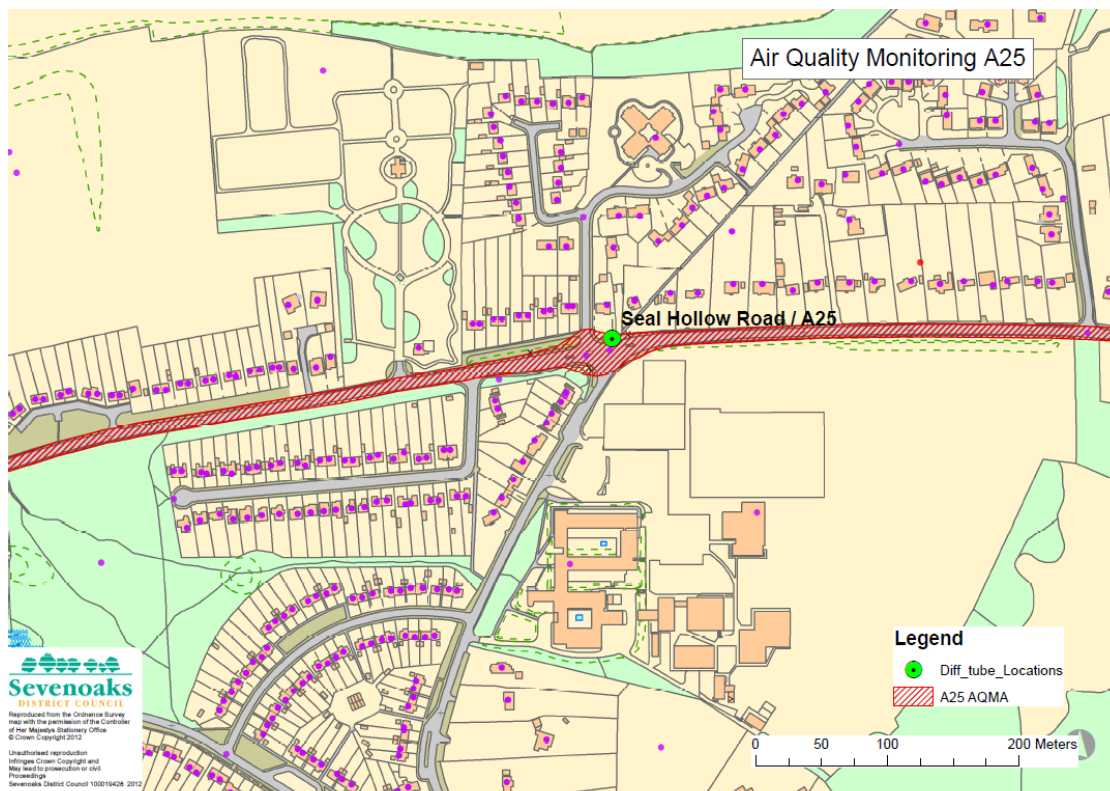 Air Quality Monitoring A25
Seal Hollow Road / A25
Legend
Diff_tube_Locations
A25 AQMA
0 50 100 200 Meters
Sevenoaks
DISTRICT COUNCIL
Reproduced from the Ordnance Survey
map with the permission of the Controller
of Her Majestys Stationery Office
© Crown Copyright 2012
Unauthorised reproduction
Infringes Crown Copyright and
May lead to prosecution or civil
Proceedings
Sevenoaks District Council 100019428 2012